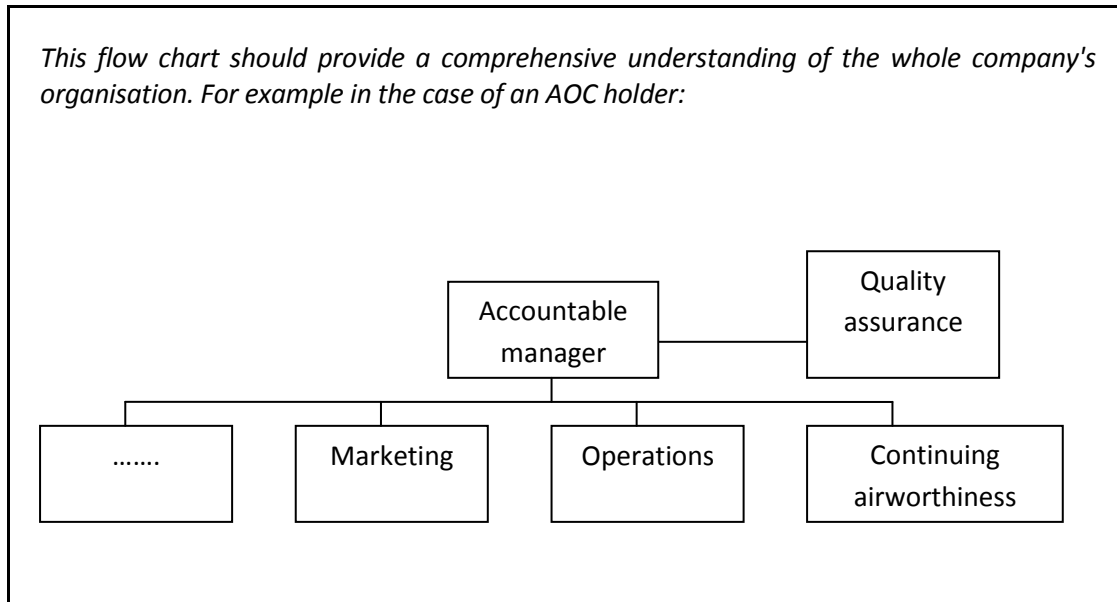 This flow chart should provide a comprehensive understanding of the whole company's
organisation. For example in the case of an AOC holder:
Quality
assurance
Accountable
manager
…….
Marketing
Operations
Continuing
airworthiness